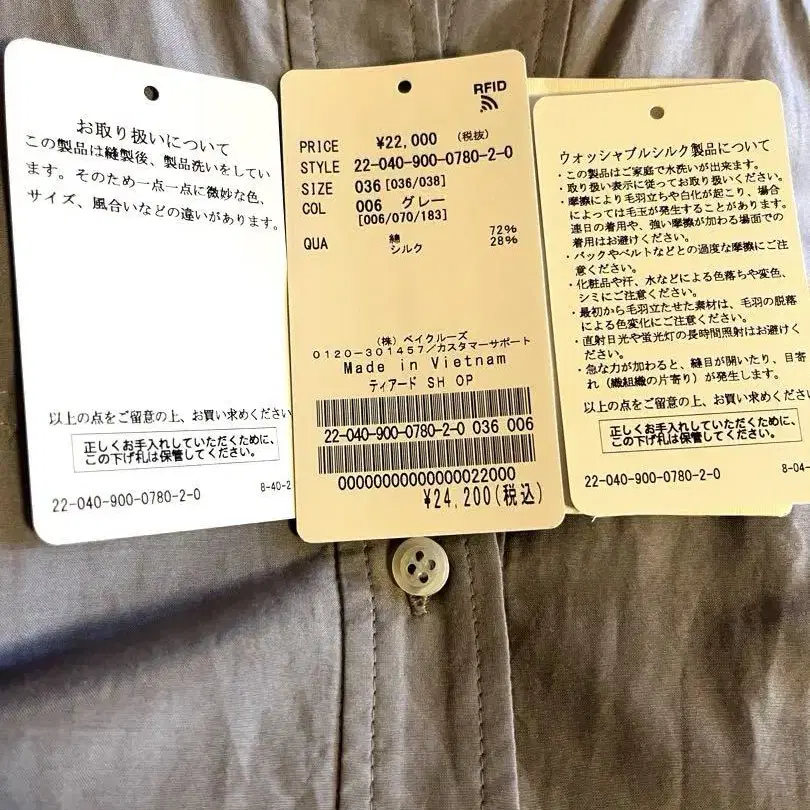 お取り扱いについて
この製品は縫製後、製品洗いをしてい
ます。そのため一点一点に微妙な色、
サイズ、風合いなどの違いがあります。
以上の点をご留意の上、お買い求めください
正しくお手入れしていただくために、
この下げ札は保管してください。
22-040-900-0780-2-0 8-40-2
RFID
PRICE ¥22,000 (税抜)
STYLE 22-040-900-0780-2-0
SIZE 036 [036/038]
COL 006 グレー
[006/070/183]
QUA 綿 72%
シルク 28%
(株) ベイクルーズ
0120-301457/カスタマーサポート
Made in Vietnam
ティアード SH OP
22-040-900-0780-2-0 036 006
00000000000000022000
¥24,200(税込)
ウォッシャブルシルク製品について
・この製品はご家庭で水洗いが出来ます。
・取り扱い表示に従ってお取り扱いください。
・摩擦により毛羽立ちや白化が起こり、場合
によっては毛玉が発生することがあります。
連日の着用や、強い摩擦が加わる場面での
着用はお避けください。
・バックやベルトなどとの過度な摩擦にご注
意ください。
・化粧品や汗、水などによる色落ちや変色、
シミにご注意ください。
・最初から毛羽立たせた素材は、毛羽の脱落
による色変化にご注意ください。
・直射日光や蛍光灯の長時間照射はお避けく
ださい。
・急な力が加わると、縫目が開いたり、目寄
れ（織組織の片寄り）が発生します。
以上の点をご留意の上、お買い求めくださ
正しくお手入れしていただくために、
この下げ札は保管してください。
22-040-900-0780-2-0 8-04-